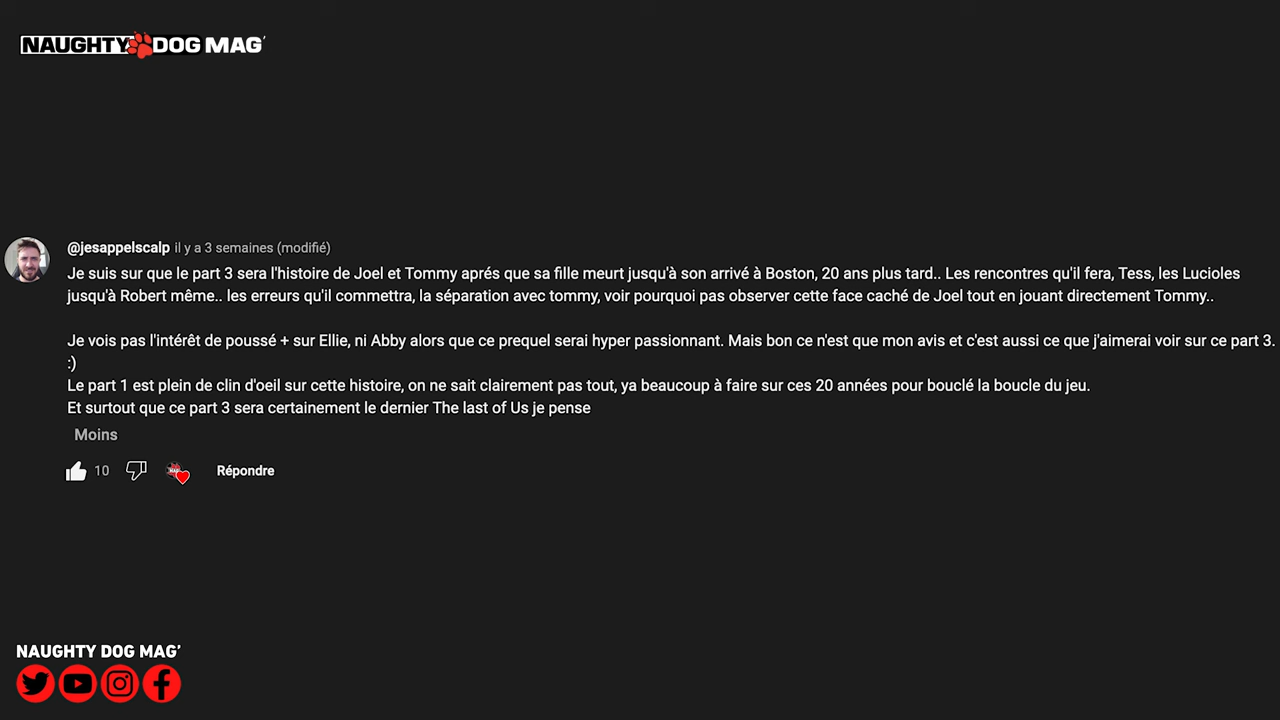 NAUGHTY DOG MAG'
@jesappelscalp il y a 3 semaines (modifié)
Je suis sur que le part 3 sera l'histoire de Joel et Tommy aprés que sa fille meurt jusqu'à son arrivé à Boston, 20 ans plus tard.. Les rencontres qu'il fera, Tess, les Lucioles
jusqu'à Robert même.. les erreurs qu'il commettra, la séparation avec tommy, voir pourquoi pas observer cette face caché de Joel tout en jouant directement Tommy..
Je vois pas l'intérêt de poussé + sur Ellie, ni Abby alors que ce prequel serai hyper passionnant. Mais bon ce n'est que mon avis et c'est aussi ce que j'aimerai voir sur ce part 3.
:)
Le part 1 est plein de clin d'oeil sur cette histoire, on ne sait clairement pas tout, ya beaucoup à faire sur ces 20 années pour bouclé la boucle du jeu.
Et surtout que ce part 3 sera certainement le dernier The last of Us je pense
Moins
10 Répondre
NAUGHTY DOG MAG'